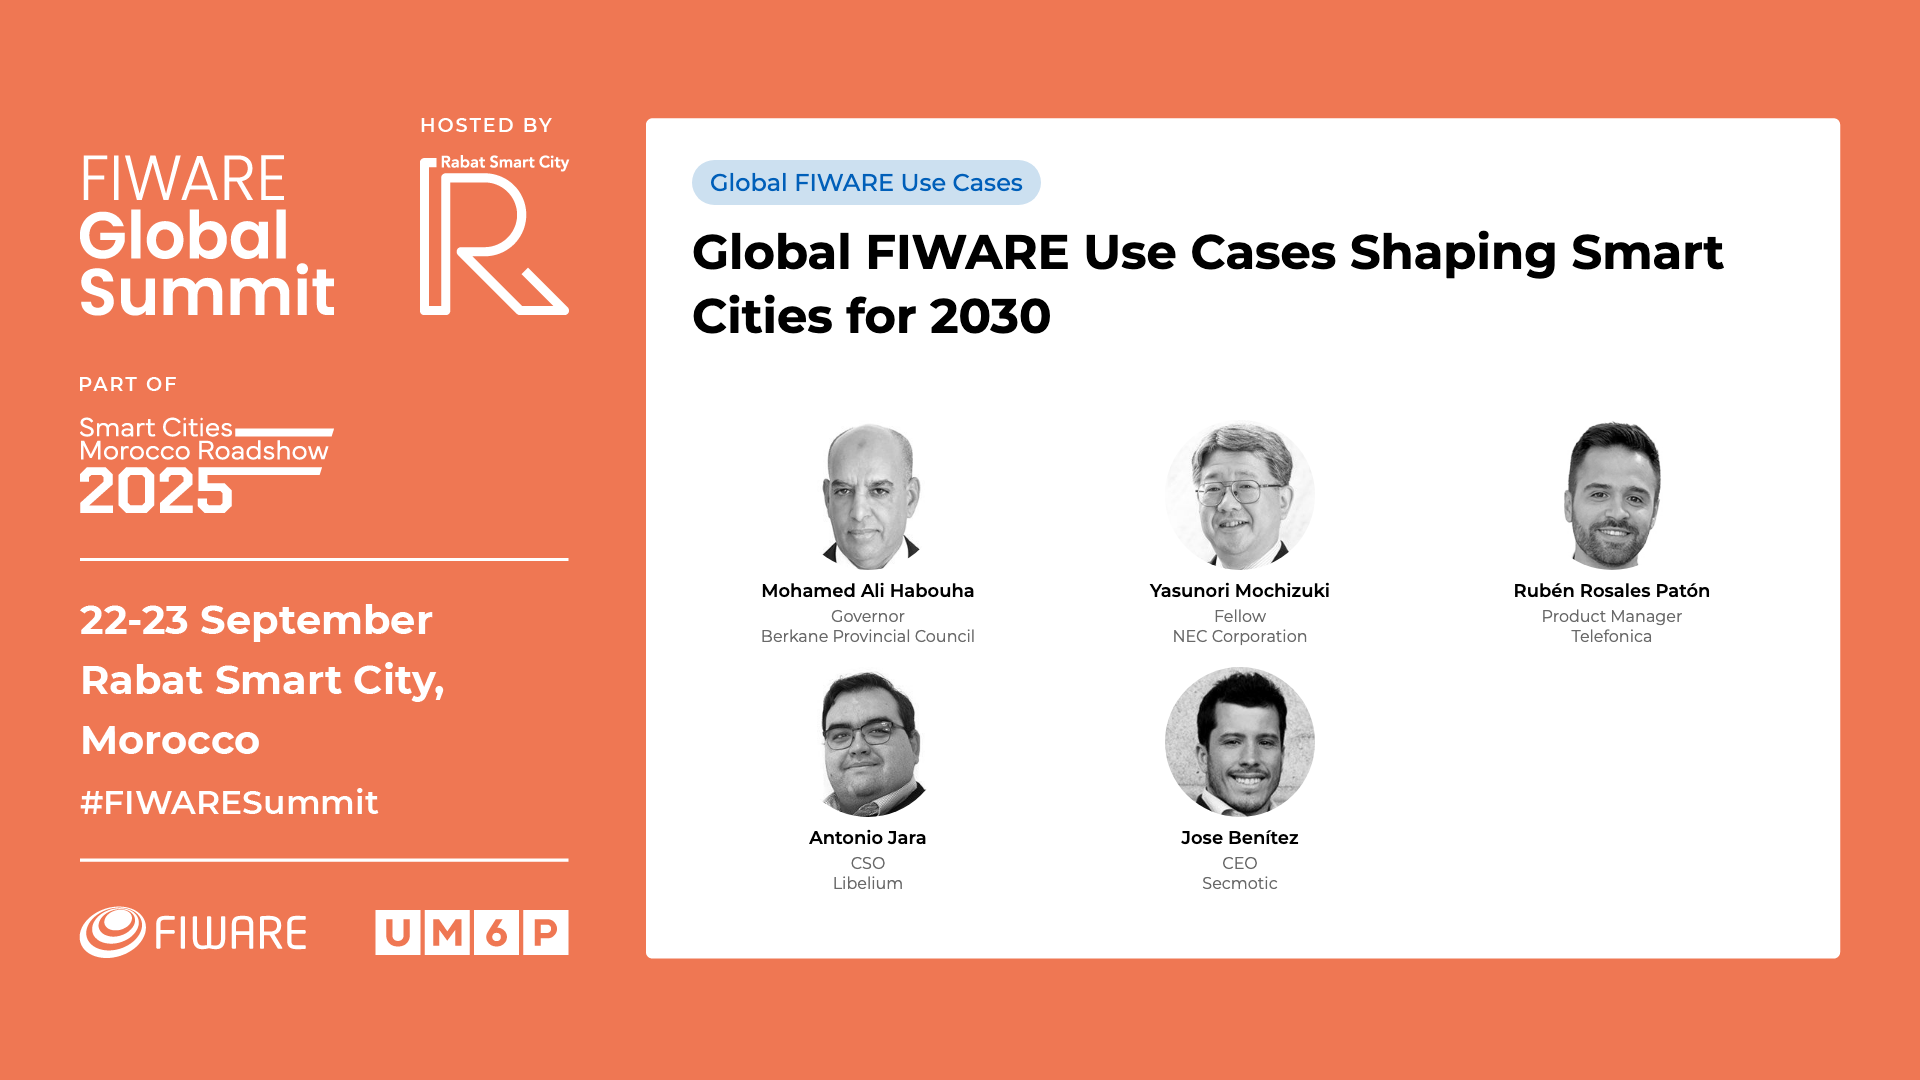 HOSTED BY
FIWARE
Global
Summit
Rabat Smart City
R
PART OF
Smart Cities
Morocco Roadshow
2025
22-23 September
Rabat Smart City,
Morocco
#FIWARESummit
FIWARE
UM6P
Global FIWARE Use Cases
Global FIWARE Use Cases Shaping Smart
Cities for 2030
Mohamed Ali Habouha
Governor
Berkane Provincial Council
Yasunori Mochizuki
Fellow
NEC Corporation
Rubén Rosales Patón
Product Manager
Telefonica
Antonio Jara
CSO
Libelium
Jose Benítez
CEO
Secmotic